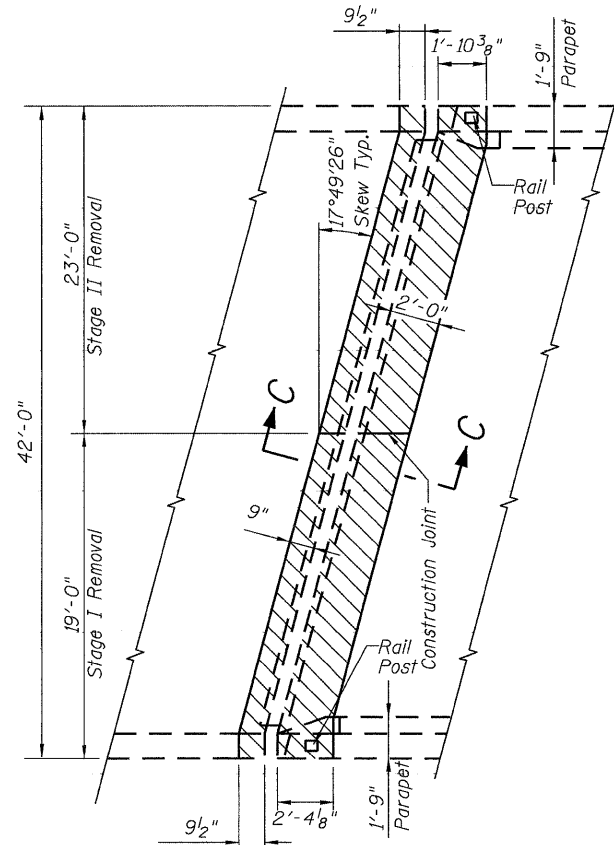 9½"
1'-10⅜"
1'-9"
Parapet
17°49'26"
Skew Typ.
Rail
Post
23'-0"
Stage II Removal
2'-0"
42'-0"
C
C
19'-0"
Stage I Removal
9"
Construction Joint
Rail
Post
9½"
2'-4⅛"
1'-9"
Parapet